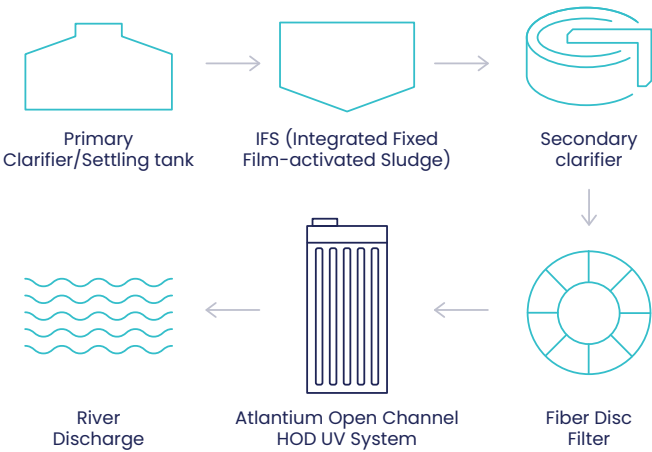 Primary
Clarifier/Settling tank
IFS (Integrated Fixed
Film-activated Sludge)
Secondary
clarifier
River
Discharge
Atlantium Open Channel
HOD UV System
Fiber Disc
Filter